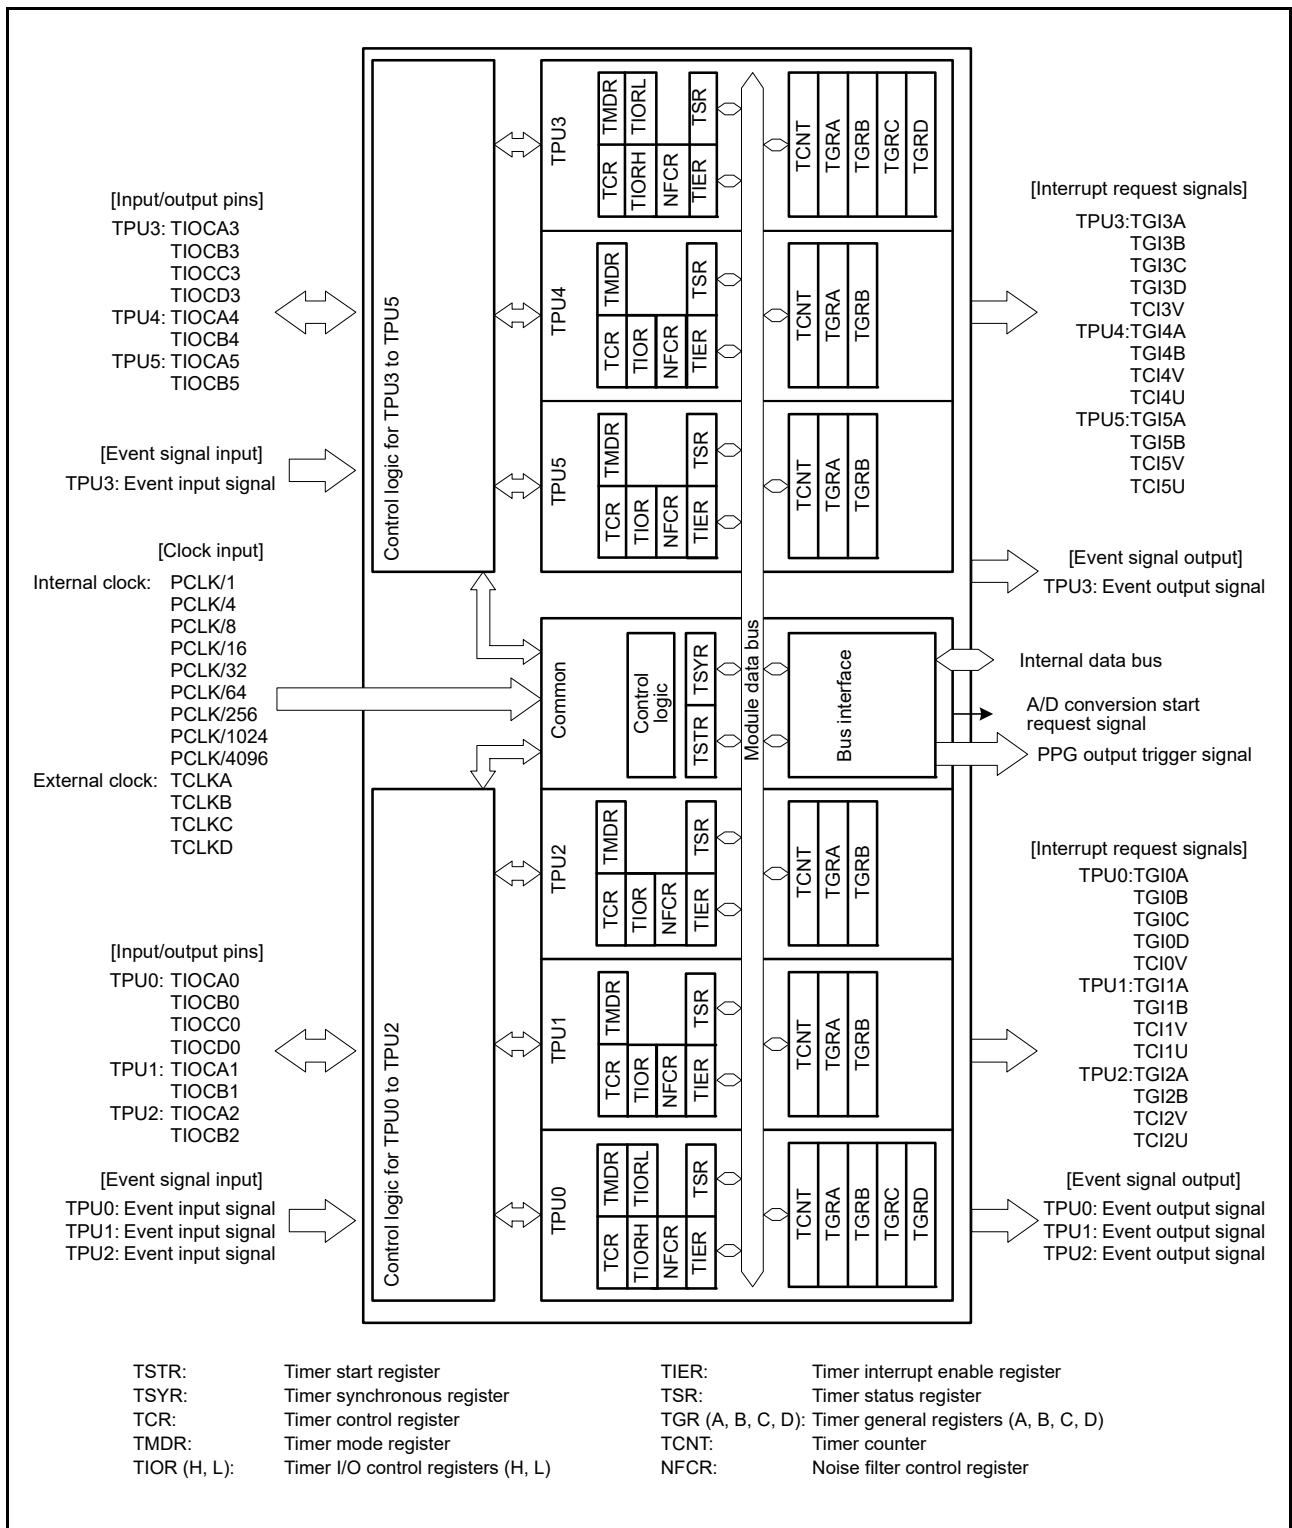 [Input/output pins]
TPU3: TIOCA3
TIOCB3
TIOCC3
TIOCD3
TPU4: TIOCA4
TIOCB4
TPU5: TIOCA5
TIOCB5
[Event signal input]
TPU3: Event input signal
[Clock input]
Internal clock: PCLK/1
PCLK/4
PCLK/8
PCLK/16
PCLK/32
PCLK/64
PCLK/256
PCLK/1024
PCLK/4096
External clock: TCLKA
TCLKB
TCLKC
TCLKD
[Input/output pins]
TPU0: TIOCA0
TIOCB0
TIOCC0
TIOCD0
TPU1: TIOCA1
TIOCB1
TPU2: TIOCA2
TIOCB2
[Event signal input]
TPU0: Event input signal
TPU1: Event input signal
TPU2: Event input signal
Control logic for TPU3 to TPU5
Control logic for TPU0 to TPU2
TPU3
TCR
TMDR
TIORH
TIORL
NFCR
TIER
TSR
TCNT
TGRA
TGRB
TGRC
TGRD
TPU4
TCR
TMDR
TIOR
NFCR
TIER
TSR
TCNT
TGRA
TGRB
TPU5
TCR
TMDR
TIOR
NFCR
TIER
TSR
TCNT
TGRA
TGRB
Common
Control
logic
TSTR
TSYR
Module data bus
Bus interface
TPU2
TCR
TMDR
TIOR
NFCR
TIER
TSR
TCNT
TGRA
TGRB
TPU1
TCR
TMDR
TIOR
NFCR
TIER
TSR
TCNT
TGRA
TGRB
TPU0
TCR
TMDR
TIORH
TIORL
NFCR
TIER
TSR
TCNT
TGRA
TGRB
TGRC
TGRD
[Interrupt request signals]
TPU3:TGI3A
TGI3B
TGI3C
TGI3D
TCI3V
TPU4:TGI4A
TGI4B
TCI4V
TCI4U
TPU5:TGI5A
TGI5B
TCI5V
TCI5U
[Event signal output]
TPU3: Event output signal
Internal data bus
A/D conversion start
request signal
PPG output trigger signal
[Interrupt request signals]
TPU0:TGI0A
TGI0B
TGI0C
TGI0D
TCI0V
TPU1:TGI1A
TGI1B
TCI1V
TCI1U
TPU2:TGI2A
TGI2B
TCI2V
TCI2U
[Event signal output]
TPU0: Event output signal
TPU1: Event output signal
TPU2: Event output signal
TSTR: Timer start register
TSYR: Timer synchronous register
TCR: Timer control register
TMDR: Timer mode register
TIOR (H, L): Timer I/O control registers (H, L)
TIER: Timer interrupt enable register
TSR: Timer status register
TGR (A, B, C, D): Timer general registers (A, B, C, D)
TCNT: Timer counter
NFCR: Noise filter control register